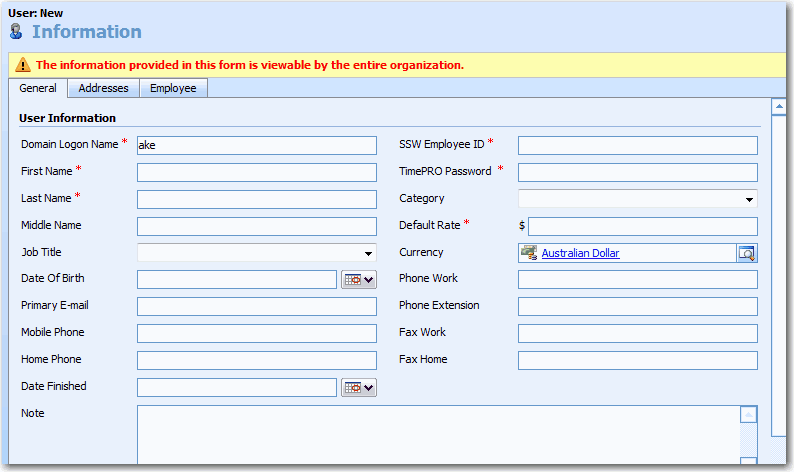 User: New
Information
The information provided in this form is viewable by the entire organization.
General Addresses Employee
User Information
Domain Logon Name * ake SSW Employee ID *
First Name * TimePRO Password *
Last Name * Category
Middle Name Default Rate * $
Job Title Currency Australian Dollar
Date Of Birth Phone Work
Primary E-mail Phone Extension
Mobile Phone Fax Work
Home Phone Fax Home
Date Finished
Note